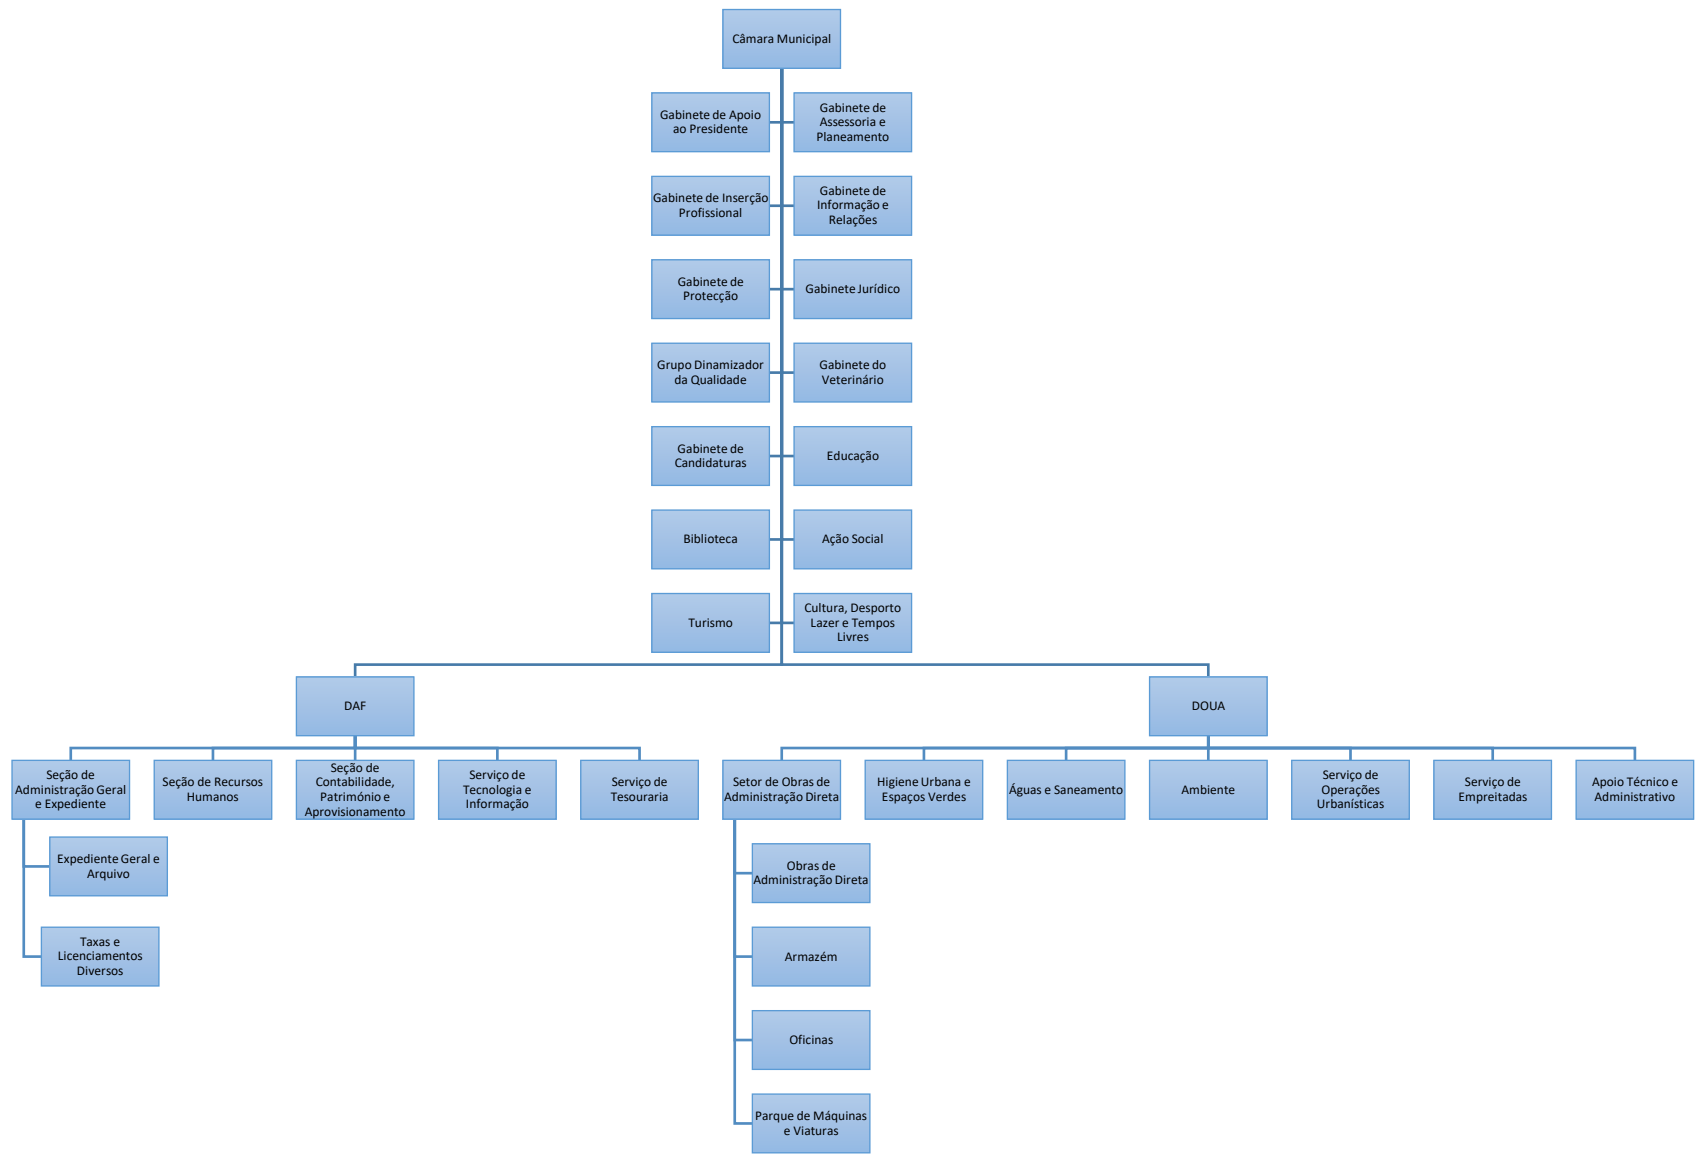 Câmara Municipal
Gabinete de Apoio
ao Presidente
Gabinete de
Assessoria e
Planeamento
Gabinete de Inserção
Profissional
Gabinete de
Informação e
Relações
Gabinete de
Protecção
Gabinete Jurídico
Grupo Dinamizador
da Qualidade
Gabinete do
Veterinário
Gabinete de
Candidaturas
Educação
Biblioteca
Ação Social
Turismo
Cultura, Desporto
Lazer e Tempos
Livres
DAF
DOUA
Seção de
Administração Geral
e Expediente
Seção de Recursos
Humanos
Seção de
Contabilidade,
Património e
Aprovisionamento
Serviço de
Tecnologia e
Informação
Serviço de
Tesouraria
Setor de Obras de
Administração Direta
Higiene Urbana e
Espaços Verdes
Águas e Saneamento
Ambiente
Serviço de
Operações
Urbanísticas
Serviço de
Empreitadas
Apoio Técnico e
Administrativo
Expediente Geral e
Arquivo
Taxas e
Licenciamentos
Diversos
Obras de
Administração Direta
Armazém
Oficinas
Parque de Máquinas
e Viaturas